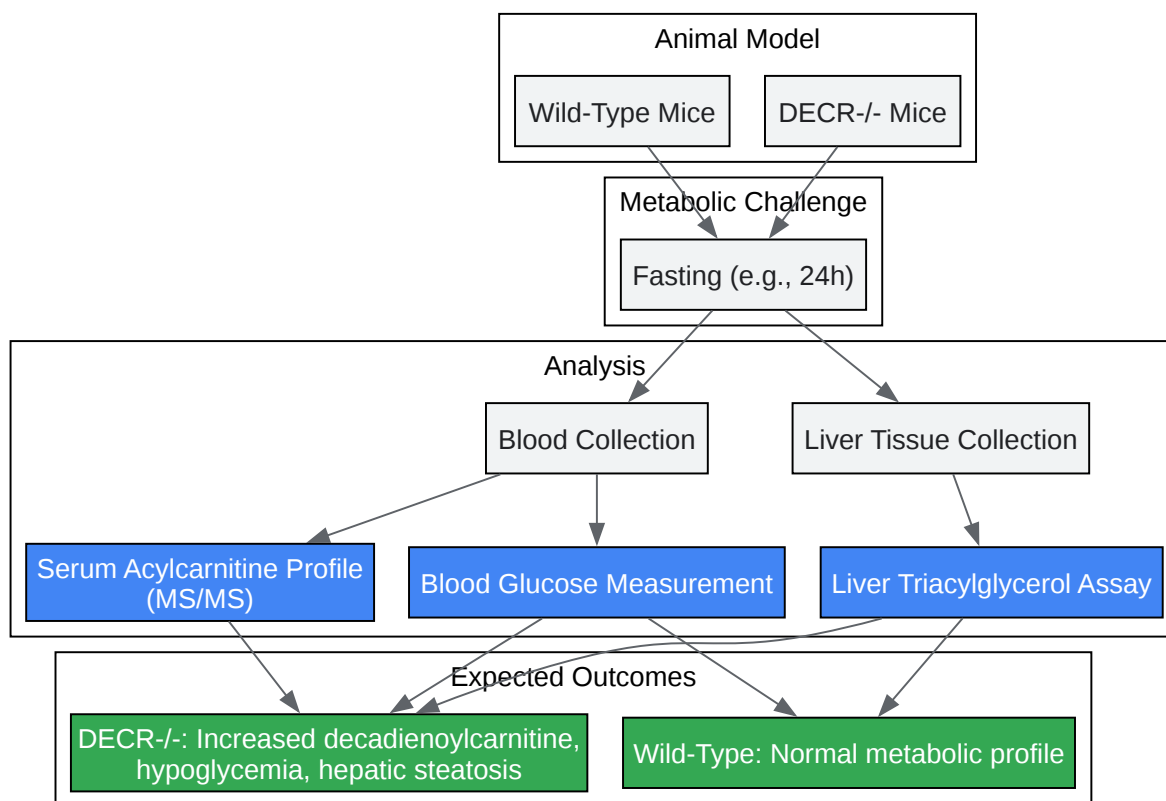 Animal Model
Wild-Type Mice
DECR-/- Mice
Metabolic Challenge
Fasting (e.g., 24h)
Analysis
Blood Collection
Liver Tissue Collection
Serum Acylcarnitine Profile
(MS/MS)
Blood Glucose Measurement
Liver Triacylglycerol Assay
Expected Outcomes
DECR-/-: Increased decadienoylcarnitine,
hypoglycemia, hepatic steatosis
Wild-Type: Normal metabolic profile